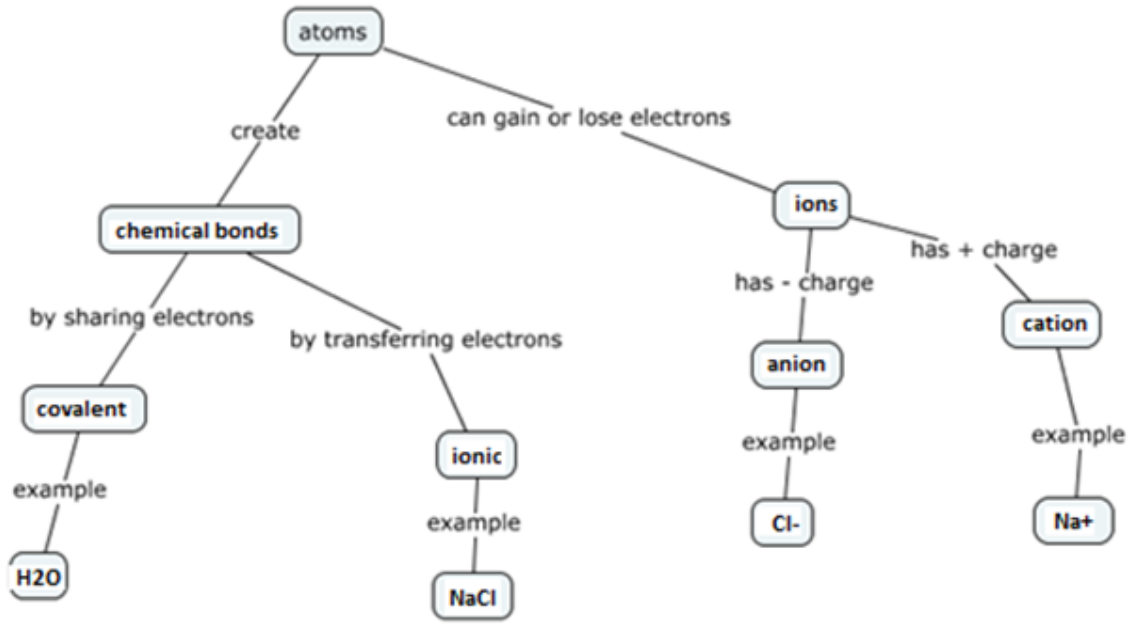 atoms
can gain or lose electrons
create
ions
chemical bonds
has + charge
has - charge
by sharing electrons
cation
by transferring electrons
anion
covalent
example
example
ionic
example
example
Cl-
Na+
H2O
NaCl